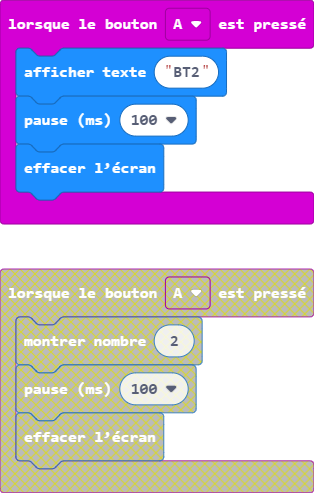 lorsque le bouton A est pressé
afficher texte "BT2"
pause (ms) 100
effacer l'écran
lorsque le bouton A est pressé
montrer nombre 2
pause (ms) 100
effacer l'écran